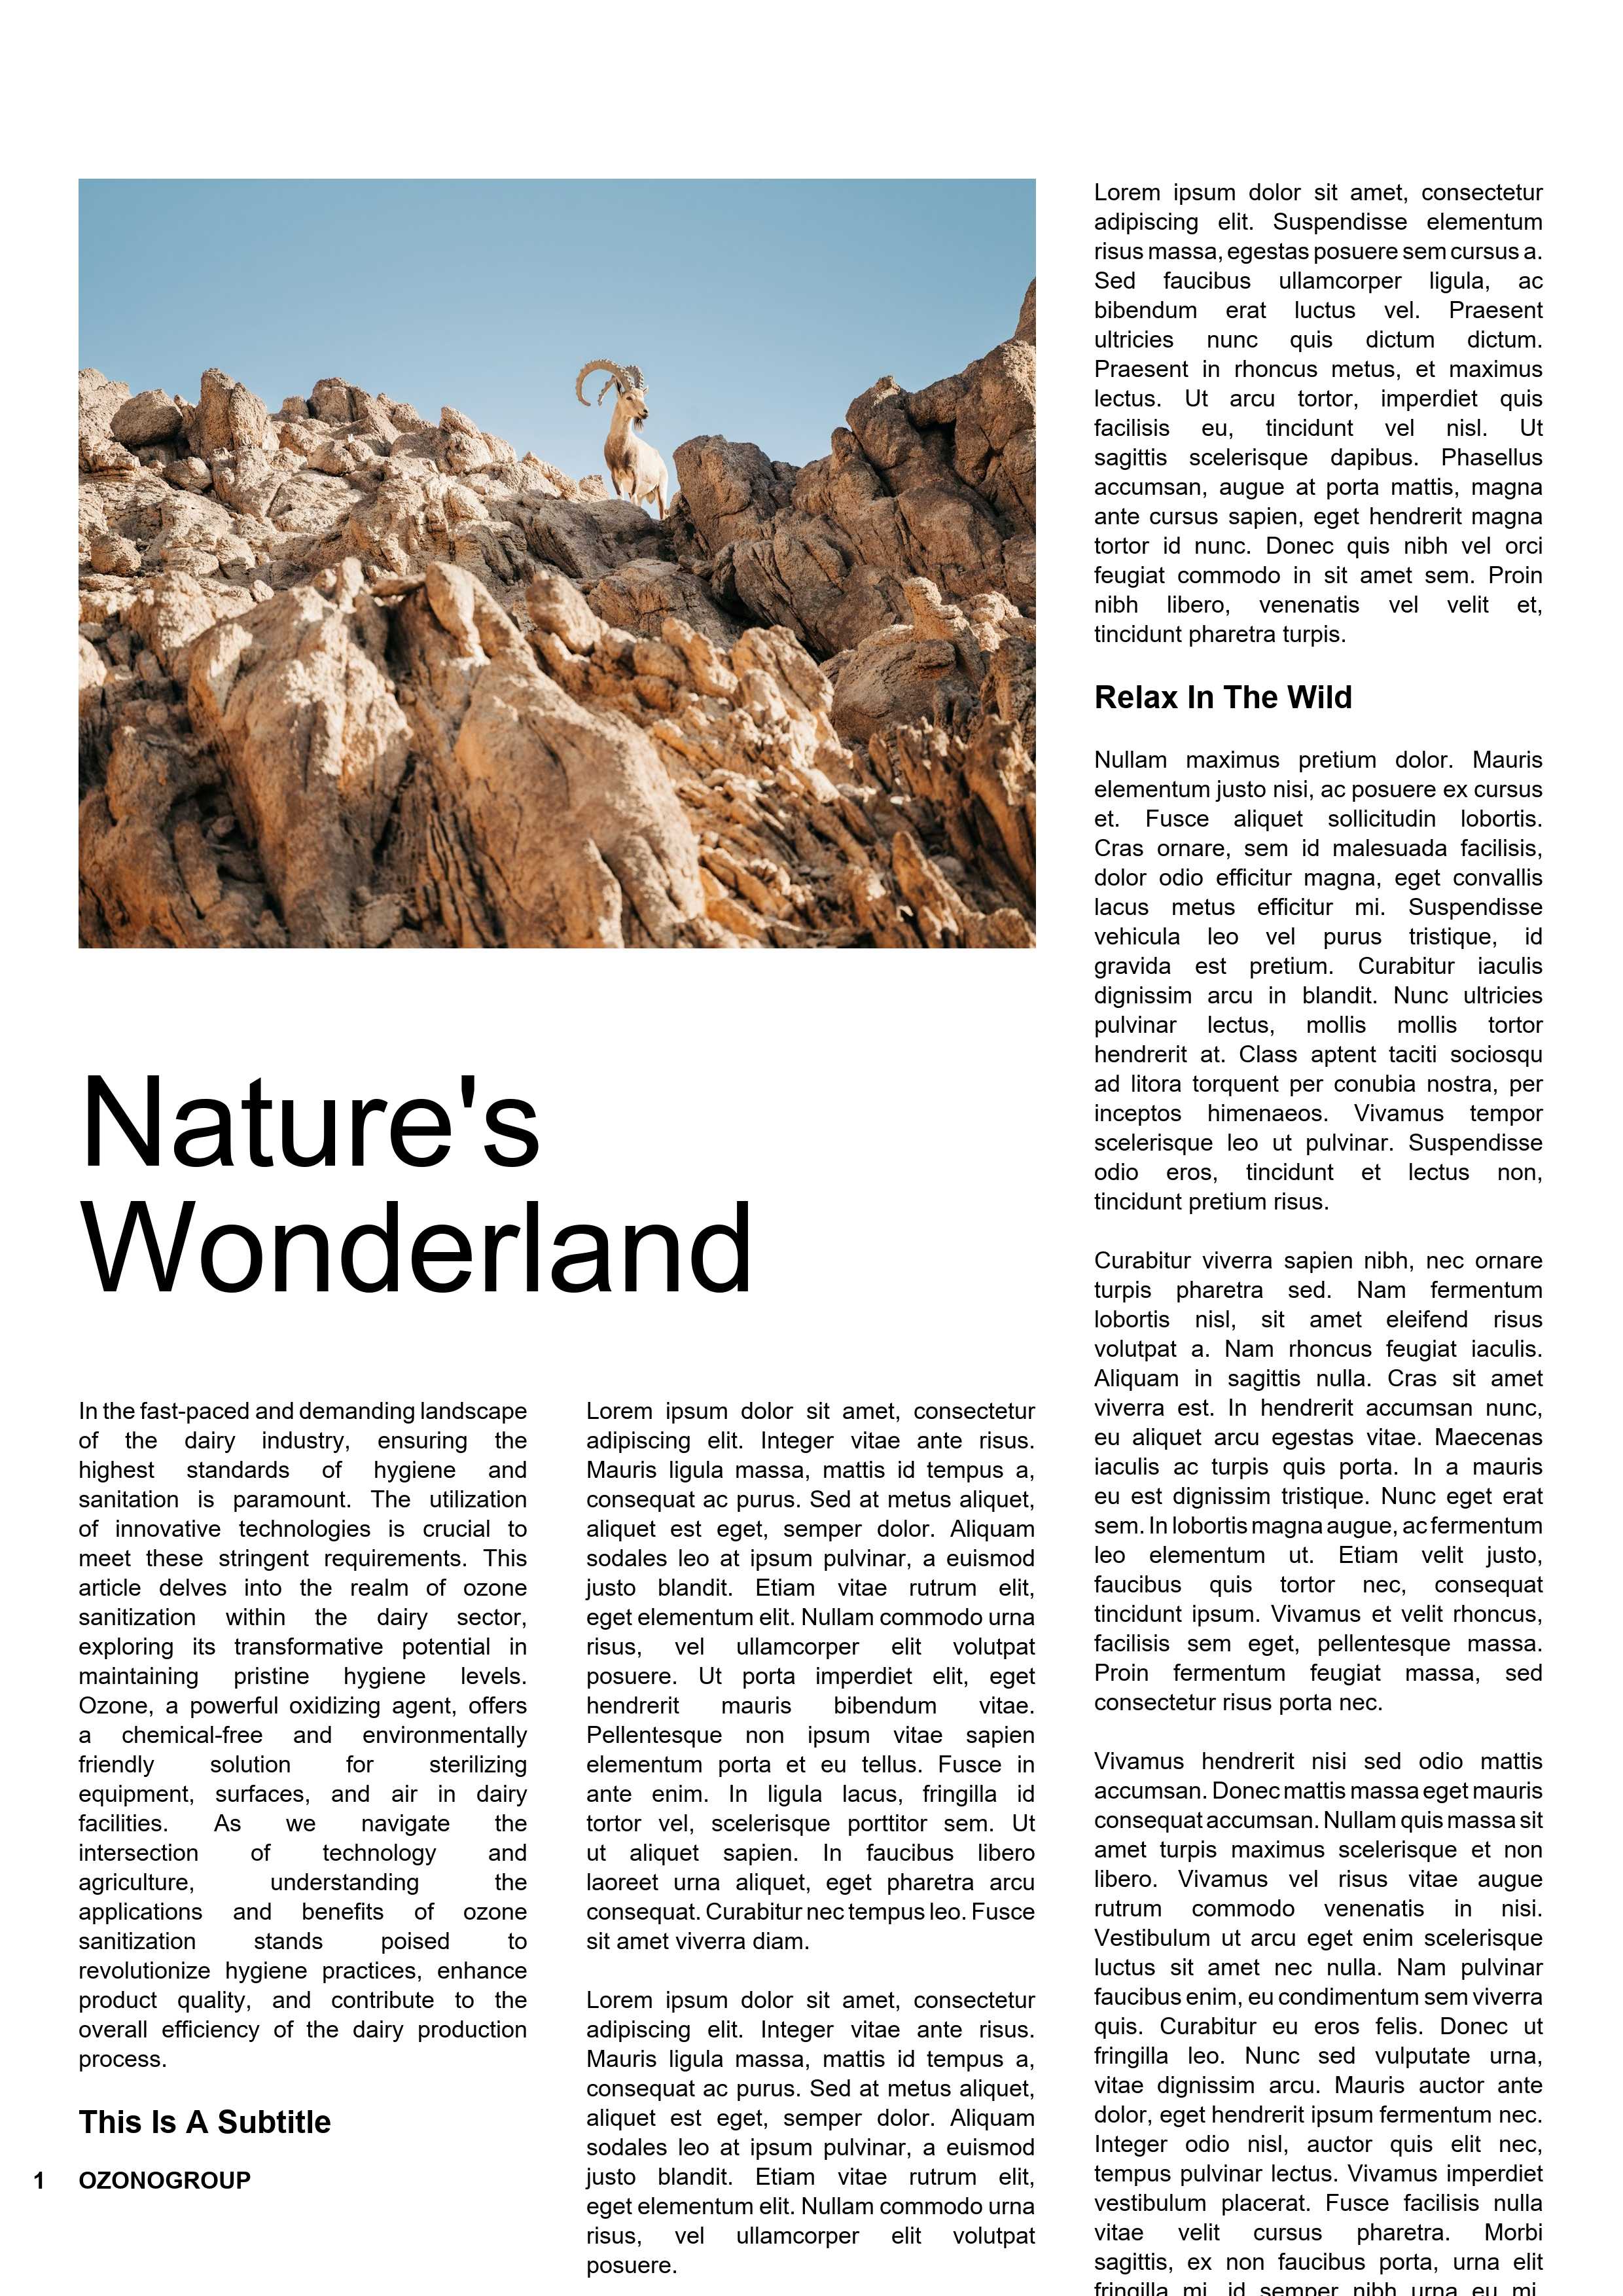 Nature's
Wonderland
In the fast-paced and demanding landscape
of the dairy industry, ensuring the
highest standards of hygiene and
sanitation is paramount. The utilization
of innovative technologies is crucial to
meet these stringent requirements. This
article delves into the realm of ozone
sanitization within the dairy sector,
exploring its transformative potential in
maintaining pristine hygiene levels.
Ozone, a powerful oxidizing agent, offers
a chemical-free and environmentally
friendly solution for sterilizing
equipment, surfaces, and air in dairy
facilities. As we navigate the
intersection of technology and
agriculture, understanding the
applications and benefits of ozone
sanitization stands poised to
revolutionize hygiene practices, enhance
product quality, and contribute to the
overall efficiency of the dairy production
process.
This Is A Subtitle
Lorem ipsum dolor sit amet, consectetur
adipiscing elit. Integer vitae ante risus.
Mauris ligula massa, mattis id tempus a,
consequat ac purus. Sed at metus aliquet,
aliquet est eget, semper dolor. Aliquam
sodales leo at ipsum pulvinar, a euismod
justo blandit. Etiam vitae rutrum elit,
eget elementum elit. Nullam commodo urna
risus, vel ullamcorper elit volutpat
posuere. Ut porta imperdiet elit, eget
hendrerit mauris bibendum vitae.
Pellentesque non ipsum vitae sapien
elementum porta et eu tellus. Fusce in
ante enim. In ligula lacus, fringilla id
tortor vel, scelerisque porttitor sem. Ut
ut aliquet sapien. In faucibus libero
laoreet urna aliquet, eget pharetra arcu
consequat. Curabitur nec tempus leo. Fusce
sit amet viverra diam.
Lorem ipsum dolor sit amet, consectetur
adipiscing elit. Integer vitae ante risus.
Mauris ligula massa, mattis id tempus a,
consequat ac purus. Sed at metus aliquet,
aliquet est eget, semper dolor. Aliquam
sodales leo at ipsum pulvinar, a euismod
justo blandit. Etiam vitae rutrum elit,
eget elementum elit. Nullam commodo urna
risus, vel ullamcorper elit volutpat
posuere.
Lorem ipsum dolor sit amet, consectetur
adipiscing elit. Suspendisse elementum
risus massa, egestas posuere sem cursus a.
Sed faucibus ullamcorper ligula, ac
bibendum erat luctus vel. Praesent
ultricies nunc quis dictum dictum.
Praesent in rhoncus metus, et maximus
lectus. Ut arcu tortor, imperdiet quis
facilisis eu, tincidunt vel nisl. Ut
sagittis scelerisque dapibus. Phasellus
accumsan, augue at porta mattis, magna
ante cursus sapien, eget hendrerit magna
tortor id nunc. Donec quis nibh vel orci
feugiat commodo in sit amet sem. Proin
nibh libero, venenatis vel velit et,
tincidunt pharetra turpis.
Relax In The Wild
Nullam maximus pretium dolor. Mauris
elementum justo nisi, ac posuere ex cursus
et. Fusce aliquet sollicitudin lobortis.
Cras ornare, sem id malesuada facilisis,
dolor odio efficitur magna, eget convallis
lacus metus efficitur mi. Suspendisse
vehicula leo vel purus tristique, id
gravida est pretium. Curabitur iaculis
dignissim arcu in blandit. Nunc ultricies
pulvinar lectus, mollis mollis tortor
hendrerit at. Class aptent taciti sociosqu
ad litora torquent per conubia nostra, per
inceptos himenaeos. Vivamus tempor
scelerisque leo ut pulvinar. Suspendisse
odio eros, tincidunt et lectus non,
tincidunt pretium risus.
Curabitur viverra sapien nibh, nec ornare
turpis pharetra sed. Nam fermentum
lobortis nisl, sit amet eleifend risus
volutpat a. Nam rhoncus feugiat iaculis.
Aliquam in sagittis nulla. Cras sit amet
viverra est. In hendrerit accumsan nunc,
eu aliquet arcu egestas vitae. Maecenas
iaculis ac turpis quis porta. In a mauris
eu est dignissim tristique. Nunc eget erat
sem. In lobortis magna augue, ac fermentum
leo elementum ut. Etiam velit justo,
faucibus quis tortor nec, consequat
tincidunt ipsum. Vivamus et velit rhoncus,
facilisis sem eget, pellentesque massa.
Proin fermentum feugiat massa, sed
consectetur risus porta nec.
Vivamus hendrerit nisi sed odio mattis
accumsan. Donec mattis massa eget mauris
consequat accumsan. Nullam quis massa sit
amet turpis maximus scelerisque et non
libero. Vivamus vel risus vitae augue
rutrum commodo venenatis in nisi.
Vestibulum ut arcu eget enim scelerisque
luctus sit amet nec nulla. Nam pulvinar
faucibus enim, eu condimentum sem viverra
quis. Curabitur eu eros felis. Donec ut
fringilla leo. Nunc sed vulputate urna,
vitae dignissim arcu. Mauris auctor ante
dolor, eget hendrerit ipsum fermentum nec.
Integer odio nisl, auctor quis elit nec,
tempus pulvinar lectus. Vivamus imperdiet
vestibulum placerat. Fusce facilisis nulla
vitae velit cursus pharetra. Morbi
sagittis, ex non faucibus porta, urna elit
fringilla mi, id semper nibh urna eu mi.
1 OZONOGROUP